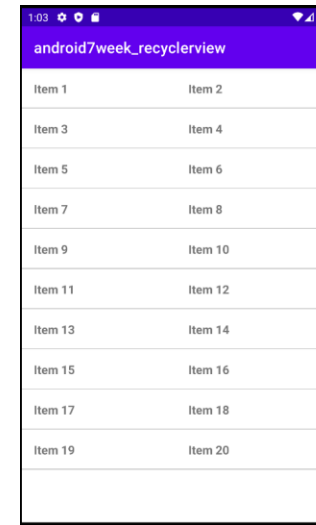 1:03
android7week_recyclerview
Item 1 Item 2
Item 3 Item 4
Item 5 Item 6
Item 7 Item 8
Item 9 Item 10
Item 11 Item 12
Item 13 Item 14
Item 15 Item 16
Item 17 Item 18
Item 19 Item 20